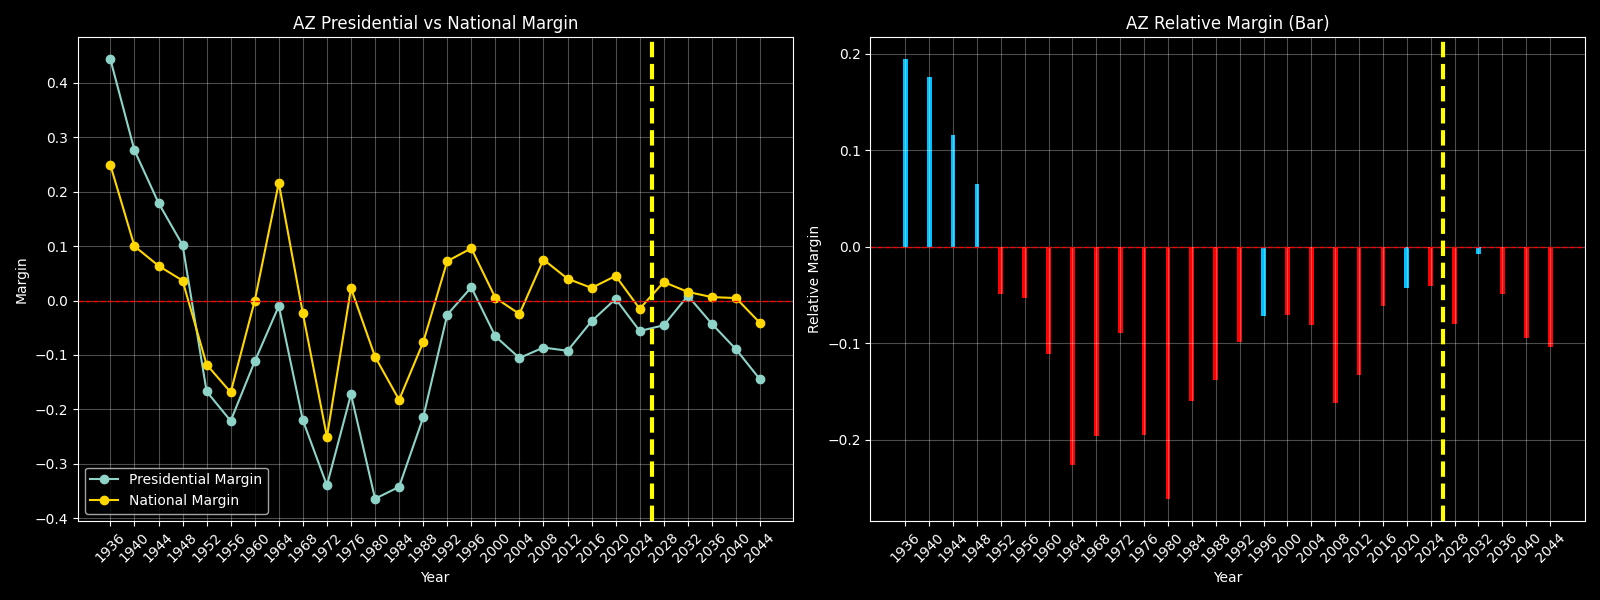 AZ Presidential vs National Margin
Margin
0.4
0.3
0.2
0.1
0.0
−0.1
−0.2
−0.3
−0.4
Presidential Margin
National Margin
1936 1940 1944 1948 1952 1956 1960 1964 1968 1972 1976 1980 1984 1988 1992 1996 2000 2004 2008 2012 2016 2020 2024 2028 2032 2036 2040 2044
Year
AZ Relative Margin (Bar)
Relative Margin
0.2
0.1
0.0
−0.1
−0.2
1936 1940 1944 1948 1952 1956 1960 1964 1968 1972 1976 1980 1984 1988 1992 1996 2000 2004 2008 2012 2016 2020 2024 2028 2032 2036 2040 2044
Year